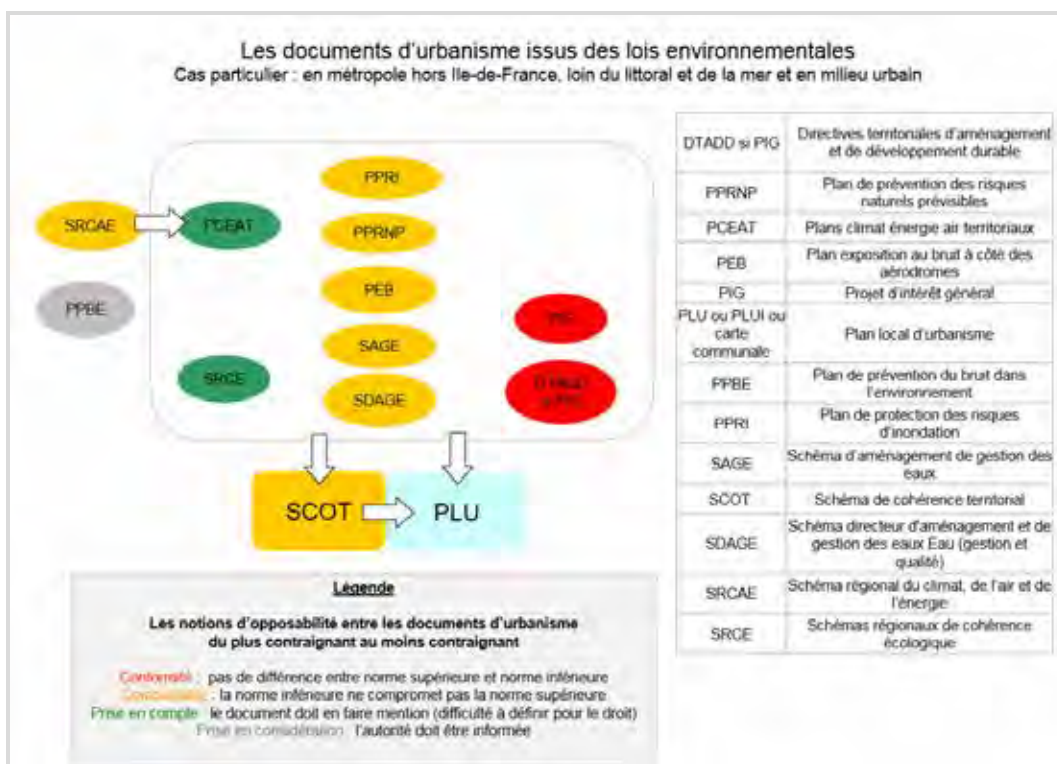 Les documents d'urbanisme issus des lois environnementales
Cas particulier : en métropole hors Ile-de-France, loin du littoral et de la mer et en milieu urbain
PPRI
SRCAE
PCEAT
PPRNP
PPBE
PEB
PIG
SAGE
SRCE
SDAGE
DTADD
si PIG
SCOT
PLU
DTADD si PIG
Directives territoriales d'aménagement
et de développement durable
PPRNP
Plan de prévention des risques
naturels prévisibles
PCEAT
Plans climat énergie air territoriaux
PEB
Plan exposition au bruit à côté des
aérodromes
PIG
Projet d'intérêt général
PLU ou PLUI ou
carte
communale
Plan local d'urbanisme
PPBE
Plan de prévention du bruit dans
l'environnement
PPRI
Plan de protection des risques
d'inondation
SAGE
Schéma d'aménagement de gestion des
eaux
SCOT
Schéma de cohérence territorial
SDAGE
Schéma directeur d'aménagement et de
gestion des eaux Eau (gestion et
qualité)
SRCAE
Schéma régional du climat, de l'air et de
l'énergie
SRCE
Schémas régionaux de cohérence
écologique
Légende
Les notions d'opposabilité entre les documents d'urbanisme
du plus contraignant au moins contraignant
Conformité : pas de différence entre norme supérieure et norme inférieure
: la norme inférieure ne compromet pas la norme supérieure
Prise en compte : le document doit en faire mention (difficulté à définir pour le droit)
Prise en considération : l'autorité doit être informée